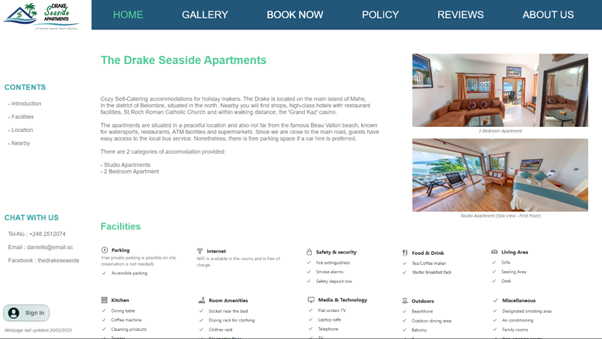 DRAKE
Seaside
APARTMENTS
HOME
GALLERY
BOOK NOW
POLICY
REVIEWS
ABOUT US
CONTENTS
- Introduction
- Facilities
- Location
- Nearby
CHAT WITH US
Tel-No : +248 2512074
Email : danielle@email.sc
Facebook : thedrakeseaside
Sign In
Webpage last updated 20/03/2023
The Drake Seaside Apartments
Cozy Self-Catering accommodations for holiday makers. The Drake is located on the main island of Mahe,
in the district of Belombre, situated in the north. Nearby you will find shops, high-class hotels with restaurant
facilities, St.Roch Roman Catholic Church and within walking distance, the "Grand Kaz" casino.
The apartments are situated in a peaceful location and also not far from the famous Beau Vallon beach, known
for watersports, restaurants, ATM facilities and supermarkets. Since we are close to the main road, guests have
easy access to the local bus service. Nonetheless, there is free parking space if a car hire is preferred.
There are 2 categories of accomodation provided:
- Studio Apartments
- 2 Bedroom Apartment
2 Bedroom Apartment
Studio Apartment (Sea View - First Floor)
Facilities
Parking
Free private parking is possible on site
(reservation is not needed).
Accessible parking
Internet
WiFi is available in the rooms and is free of
charge.
Safety & security
Fire extinguishers
Smoke alarms
Safety deposit box
Food & Drink
Tea/Coffee maker
Starter Breakfast Pack
Living Area
Sofa
Seating Area
Desk
Kitchen
Dining table
Coffee machine
Cleaning products
Room Amenities
Socket near the bed
Drying rack for clothing
Clothes rack
Media & Technology
Flat-screen TV
Laptop safe
Telephone
TV
Outdoors
Beachfront
Outdoor dining area
Balcony
Miscellaneous
Designated smoking area
Air conditioning
Family rooms